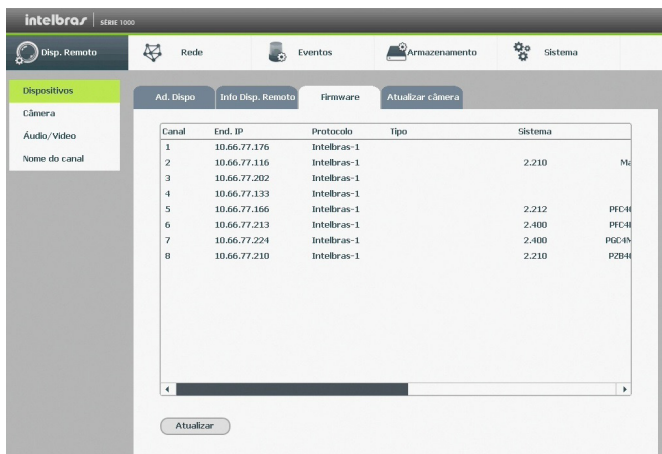 intelbras SÉRIE 1000
Disp. Remoto Rede Eventos Armazenamento Sistema
Dispositivos
Câmera
Áudio/Video
Nome do canal
Ad. Dispo Info Disp. Remoto Firmware Atualizar câmera
Canal End. IP Protocolo Tipo Sistema
1 10.66.77.176 Intelbras-1
2 10.66.77.116 Intelbras-1 2.210 Ma
3 10.66.77.202 Intelbras-1
4 10.66.77.133 Intelbras-1
5 10.66.77.166 Intelbras-1 2.212
6 10.66.77.213 Intelbras-1 2.400
7 10.66.77.224 Intelbras-1 2.400
8 10.66.77.210 Intelbras-1 2.210
Atualizar